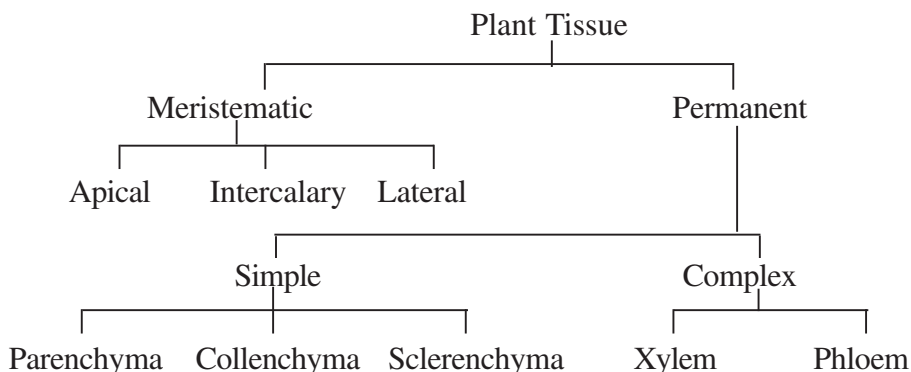 Plant Tissue
Meristematic Permanent
Apical Intercalary Lateral
Simple Complex
Parenchyma Collenchyma Sclerenchyma Xylem Phloem